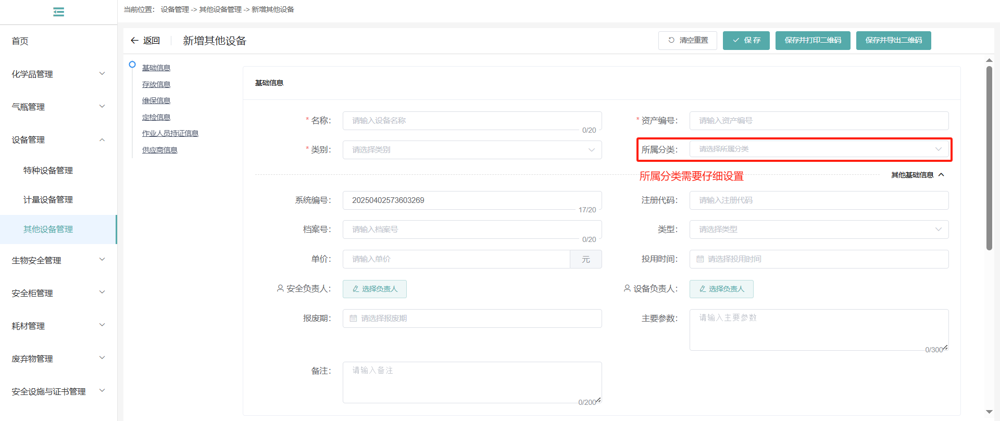 当前位置： 设备管理 -> 其他设备管理 -> 新增其他设备
首页
化学品管理
气瓶管理
设备管理
特种设备管理
计量设备管理
其他设备管理
生物安全管理
安全柜管理
耗材管理
废弃物管理
安全设施与证书管理
返回
新增其他设备
清空重置
保 存
保存并打印二维码
保存并导出二维码
基础信息
存放信息
维保信息
定检信息
作业人员持证信息
供应商信息
基础信息
* 名称： 请输入设备名称 0/20
* 资产编号： 请输入资产编号
* 类别： 请选择类别
所属分类： 请选择所属分类
所属分类需要仔细设置
其他基础信息
系统编号： 20250402573603269 17/20
注册代码： 请输入注册代码
档案号： 请输入档案号 0/20
类型： 请选择类型
单价： 请输入单价 元
投用时间： 请选择投用时间
安全负责人： 选择负责人
设备负责人： 选择负责人
报废期： 请选择报废期
主要参数： 请输入主要参数 0/300
备注： 请输入备注 0/200